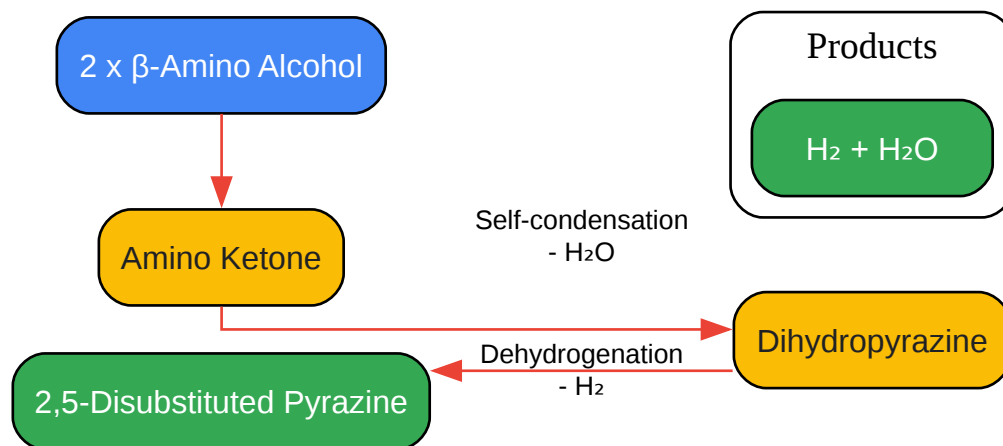 2 x β-Amino Alcohol
Products
H₂ + H₂O
Amino Ketone
Self-condensation
- H₂O
Dihydropyrazine
Dehydrogenation
- H₂
2,5-Disubstituted Pyrazine